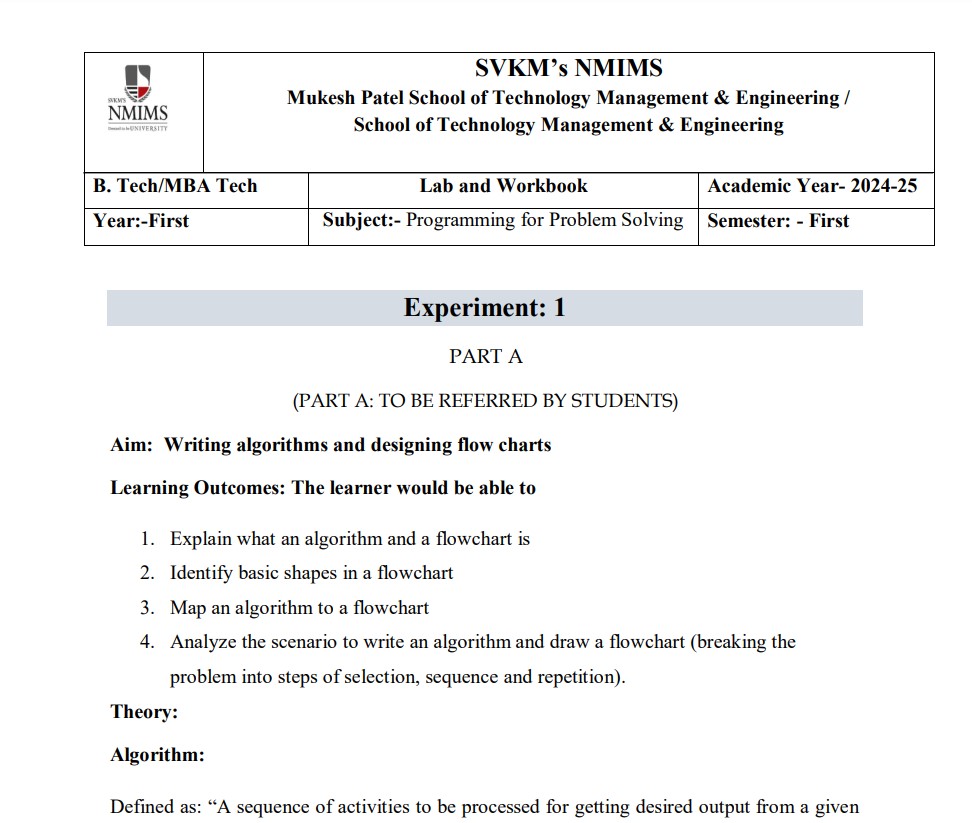 SVKM'S
NMIMS
Deemed to be UNIVERSITY
SVKM’s NMIMS
Mukesh Patel School of Technology Management & Engineering /
School of Technology Management & Engineering
B. Tech/MBA Tech
Lab and Workbook
Academic Year- 2024-25
Year:-First
Subject:- Programming for Problem Solving
Semester: - First
Experiment: 1
PART A
(PART A: TO BE REFERRED BY STUDENTS)
Aim:  Writing algorithms and designing flow charts
Learning Outcomes: The learner would be able to
1. Explain what an algorithm and a flowchart is
2. Identify basic shapes in a flowchart
3. Map an algorithm to a flowchart
4. Analyze the scenario to write an algorithm and draw a flowchart (breaking the
problem into steps of selection, sequence and repetition).
Theory:
Algorithm:
Defined as: “A sequence of activities to be processed for getting desired output from a given